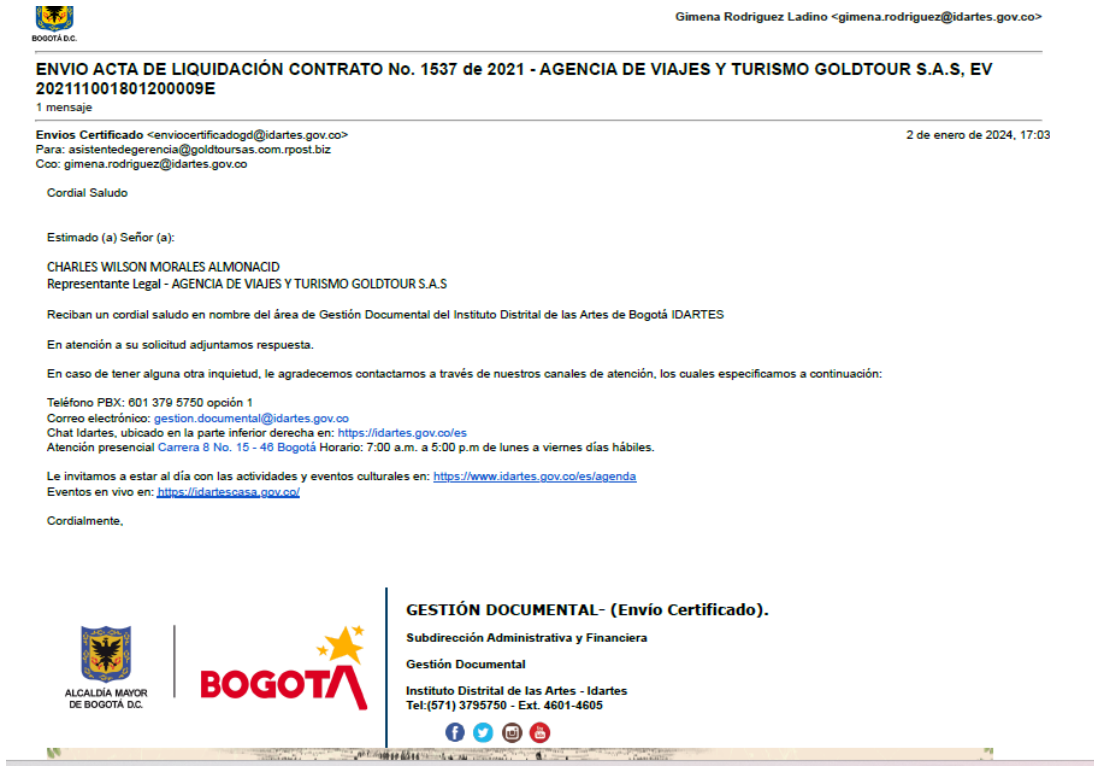 BOGOTÁ D.C.
Gimena Rodriguez Ladino <gimena.rodriguez@idartes.gov.co>
ENVIO ACTA DE LIQUIDACIÓN CONTRATO No. 1537 de 2021 - AGENCIA DE VIAJES Y TURISMO GOLDTOUR S.A.S, EV
202111001801200009E
1 mensaje
Envios Certificado <enviocertificadogd@idartes.gov.co>
2 de enero de 2024, 17:03
Para: asistentedegerencia@goldtoursas.com.rpost.biz
Cco: gimena.rodriguez@idartes.gov.co
Cordial Saludo
Estimado (a) Señor (a):
CHARLES WILSON MORALES ALMONACID
Representante Legal - AGENCIA DE VIAJES Y TURISMO GOLDTOUR S.A.S
Reciban un cordial saludo en nombre del área de Gestión Documental del Instituto Distrital de las Artes de Bogotá IDARTES
En atención a su solicitud adjuntamos respuesta.
En caso de tener alguna otra inquietud, le agradecemos contactarnos a través de nuestros canales de atención, los cuales especificamos a continuación:
Teléfono PBX: 601 379 5750 opción 1
Correo electrónico: gestion.documental@idartes.gov.co
Chat Idartes, ubicado en la parte inferior derecha en: https://idartes.gov.co/es
Atención presencial Carrera 8 No. 15 - 46 Bogotá Horario: 7:00 a.m. a 5:00 p.m de lunes a viernes días hábiles.
Le invitamos a estar al día con las actividades y eventos culturales en: https://www.idartes.gov.co/es/agenda
Eventos en vivo en: https://idartescasa.gov.co/
Cordialmente,
ALCALDÍA MAYOR
DE BOGOTÁ D.C.
BOGOTÁ
GESTIÓN DOCUMENTAL- (Envío Certificado).
Subdirección Administrativa y Financiera
Gestión Documental
Instituto Distrital de las Artes - Idartes
Tel:(571) 3795750 - Ext. 4601-4605